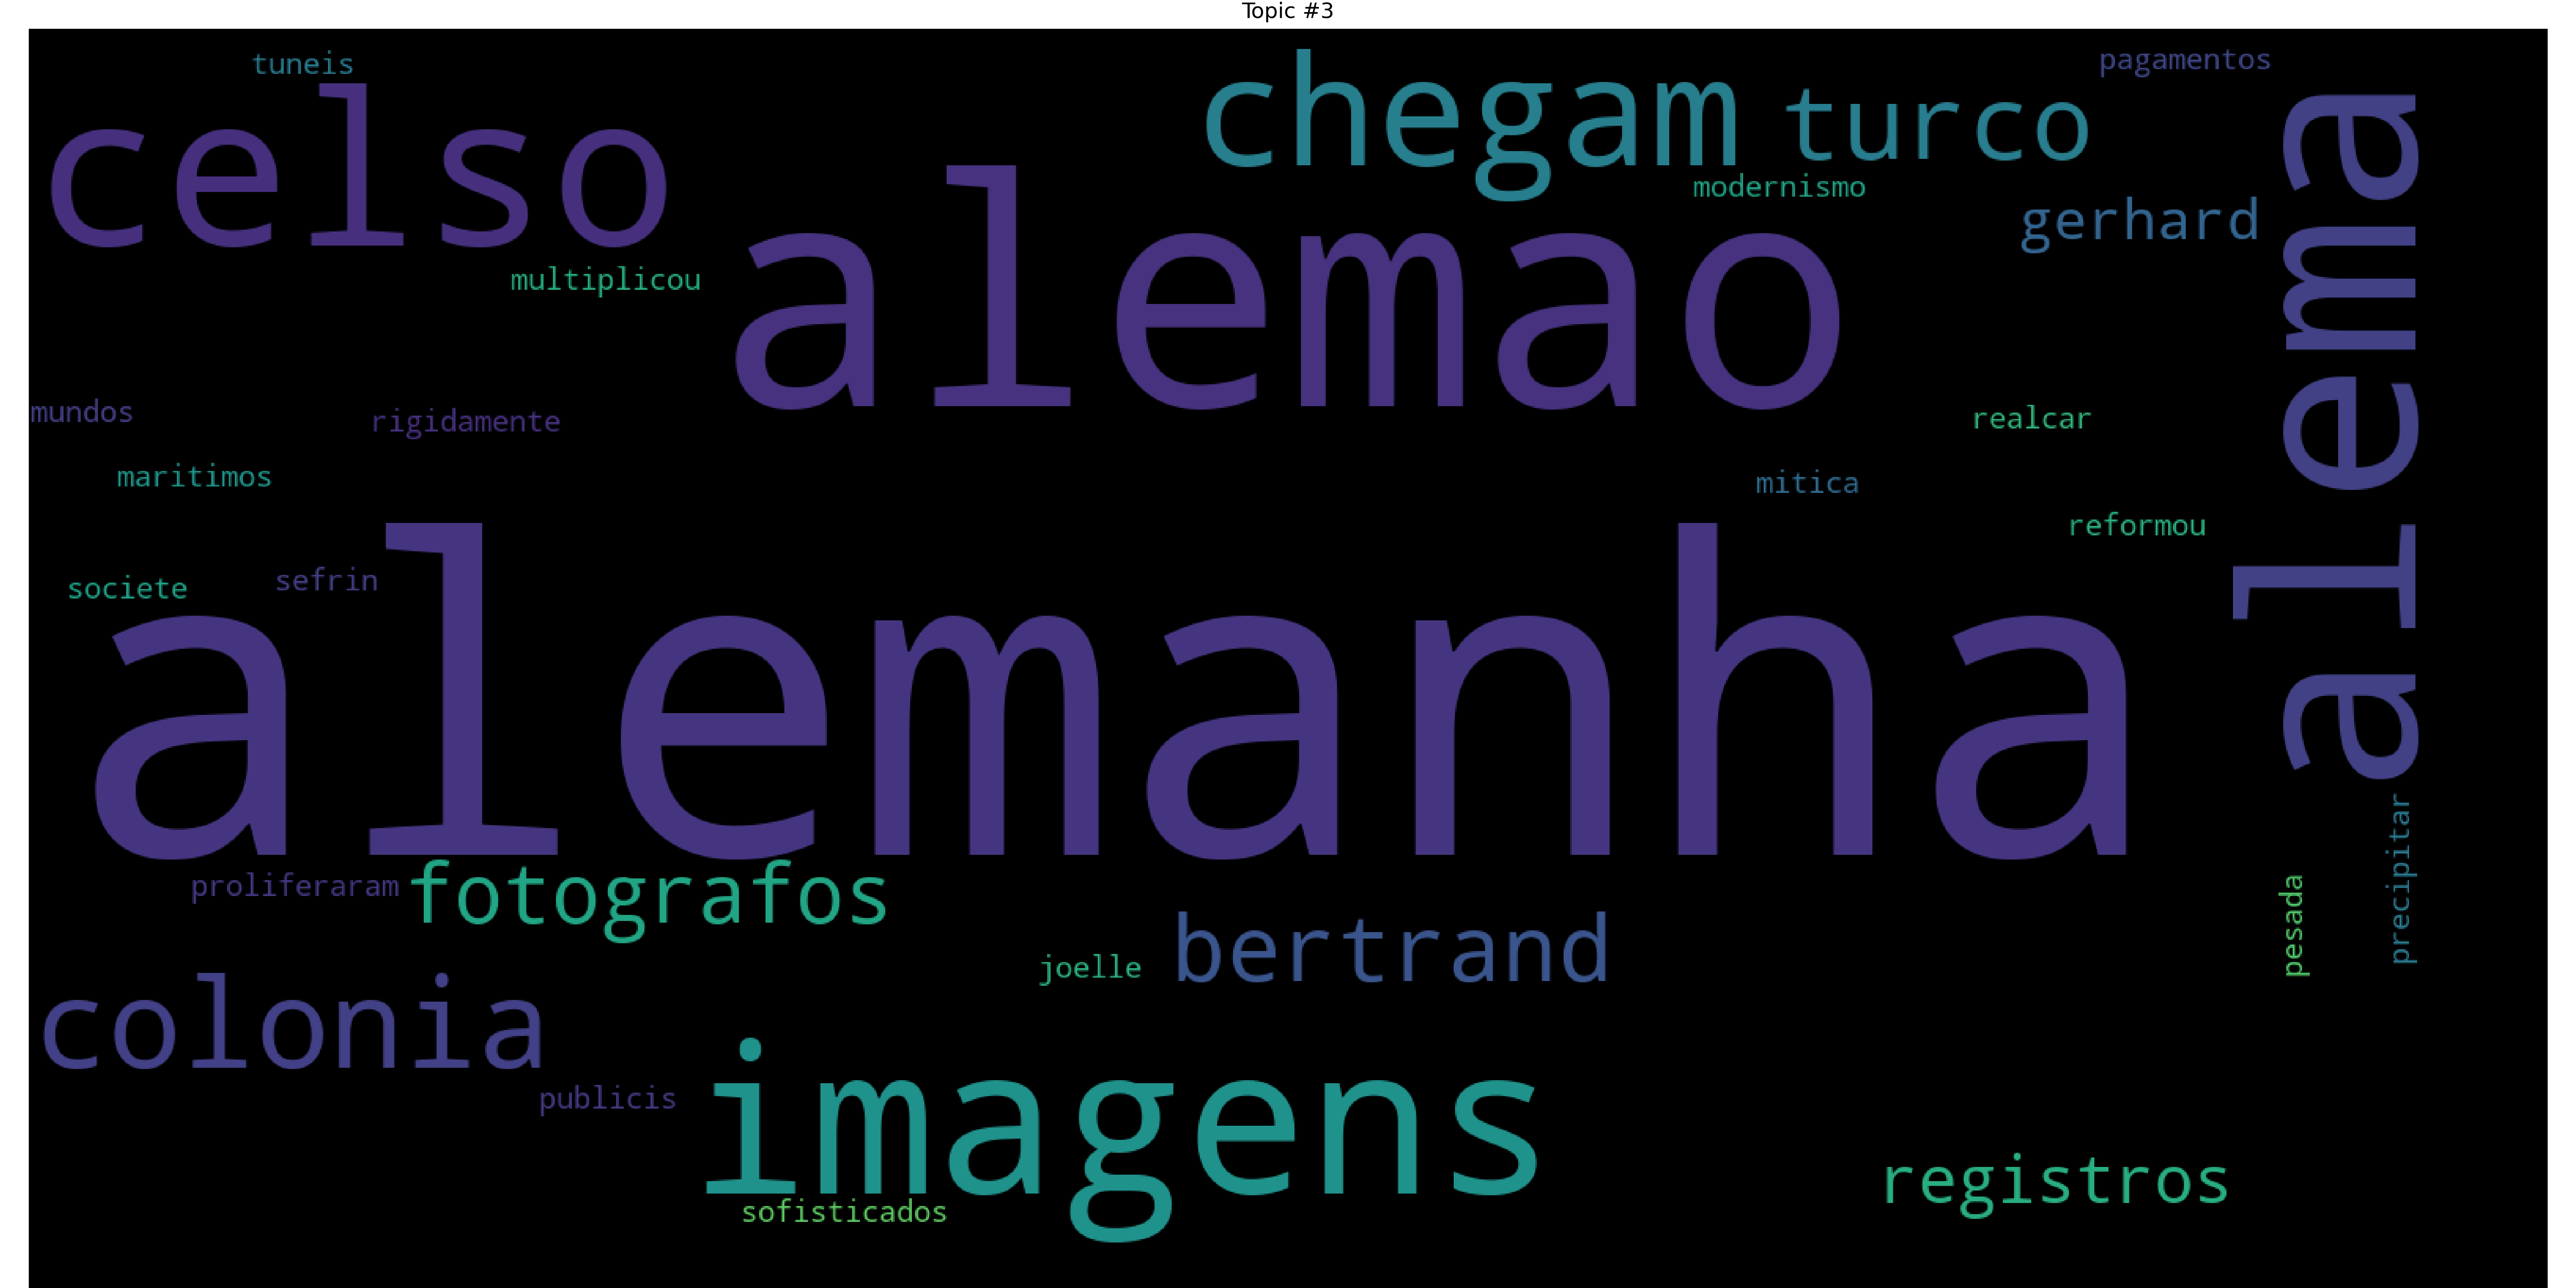 Topic #3
tuneis
pagamentos
celso
chegam
turco
alema
modernismo
gerhard
alemao
multiplicou
mundos
rigidamente
realcar
maritimos
mitica
reformou
societe
sefrin
alemanha
proliferaram
fotografos
precipitar
pesada
bertrand
joelle
colonia
publicis
imagens
registros
sofisticados